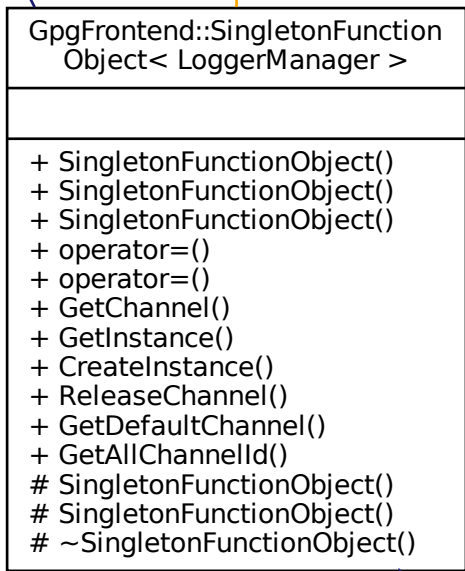 GpgFrontend::SingletonFunction
Object< LoggerManager >
+ SingletonFunctionObject()
+ SingletonFunctionObject()
+ SingletonFunctionObject()
+ operator=()
+ operator=()
+ GetChannel()
+ GetInstance()
+ CreateInstance()
+ ReleaseChannel()
+ GetDefaultChannel()
+ GetAllChannelId()
# SingletonFunctionObject()
# SingletonFunctionObject()
# ~SingletonFunctionObject()